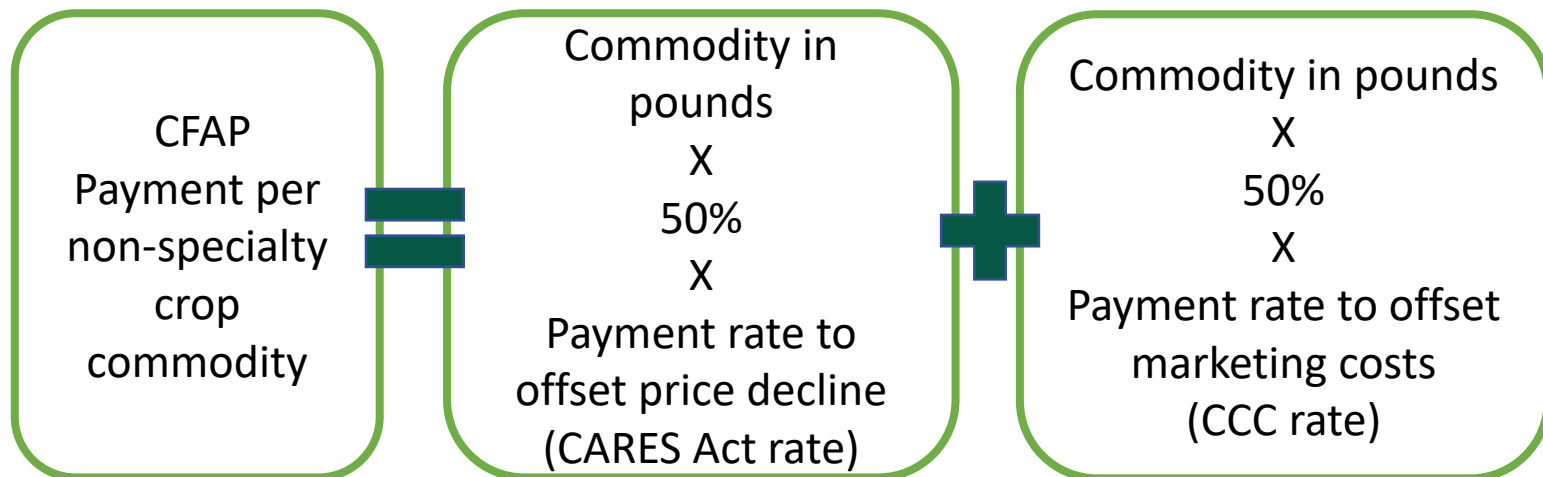 CFAP
Payment per
non-specialty
crop
commodity
Commodity in
pounds
X
50%
X
Payment rate to
offset price decline
(CARES Act rate)
Commodity in pounds
X
50%
X
Payment rate to offset
marketing costs
(CCC rate)